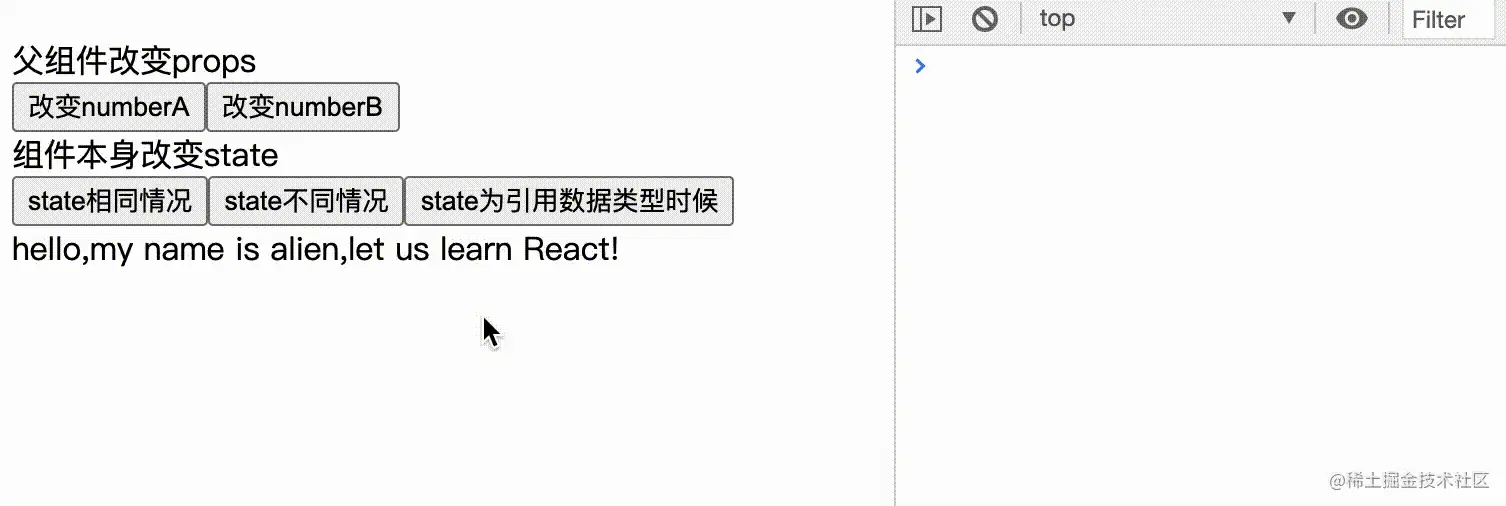 top Filter
父组件改变props
改变numberA 改变numberB
组件本身改变state
state相同情况 state不同情况 state为引用数据类型时候
hello,my name is alien,let us learn React!
@稀土掘金技术社区